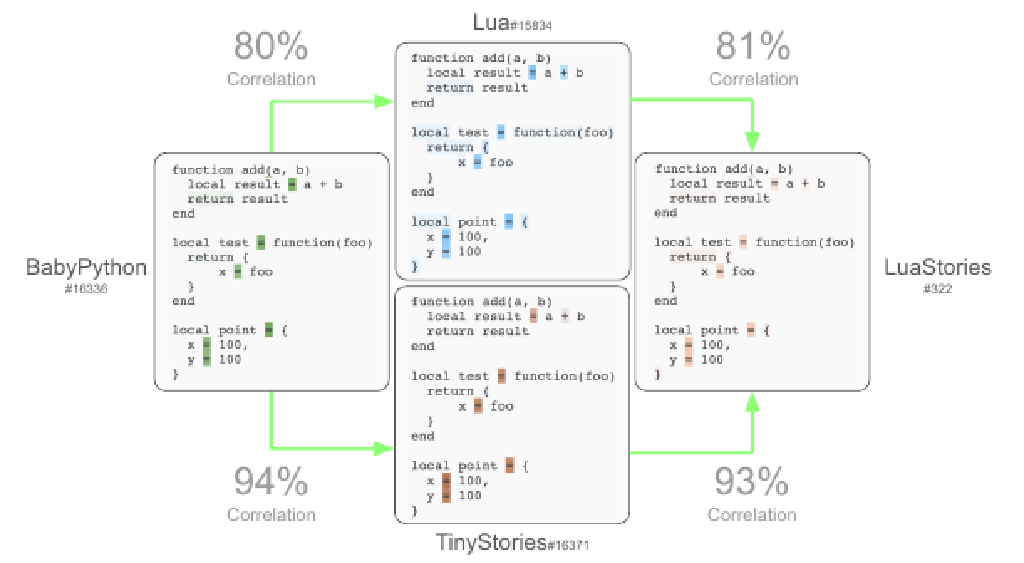 Lua#15834
80%
Correlation
81%
Correlation
function add(a, b)
  local result = a + b
  return result
end

local test = function(foo)
  return {
      x = foo
  }
end

local point = {
  x = 100,
  y = 100
}
BabyPython
#16336
function add(a, b)
  local result = a + b
  return result
end

local test = function(foo)
  return {
      x = foo
  }
end

local point = {
  x = 100,
  y = 100
}
function add(a, b)
  local result = a + b
  return result
end

local test = function(foo)
  return {
      x = foo
  }
end

local point = {
  x = 100,
  y = 100
}
LuaStories
#322
function add(a, b)
  local result = a + b
  return result
end

local test = function(foo)
  return {
      x = foo
  }
end

local point = {
  x = 100,
  y = 100
}
94%
Correlation
93%
Correlation
TinyStories#16371